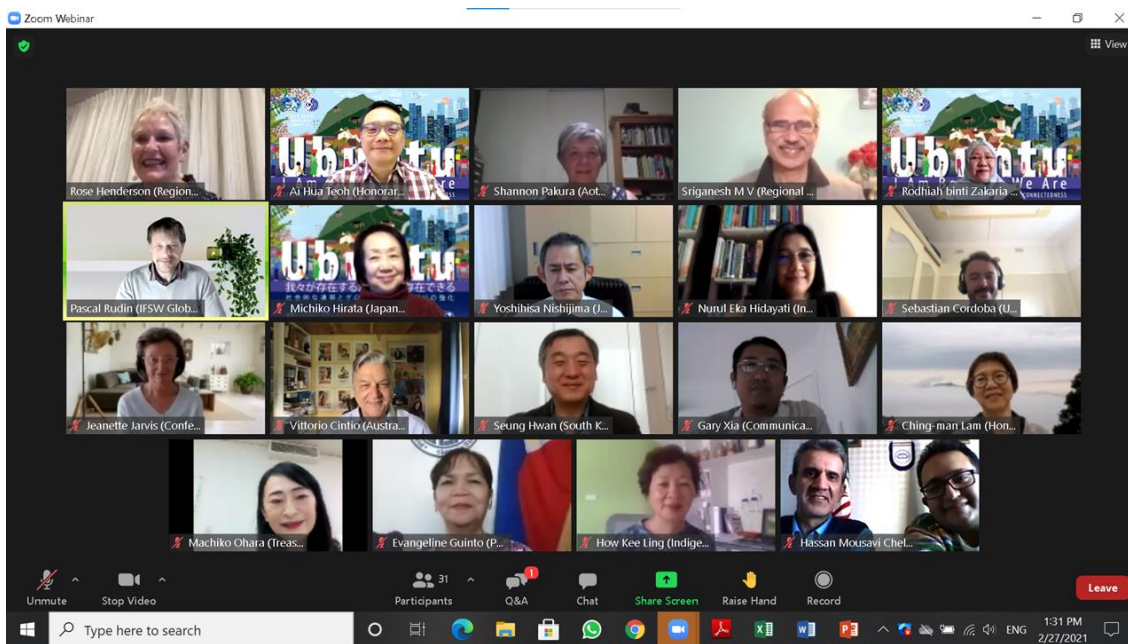 Zoom Webinar
View
Ubuntu
Rose Henderson (Region...
Ai Hua Teoh (Honorar...
Shannon Pakura (Aot...
Sriganesh M V (Regional ...
Rodhiah binti Zakaria ...
Pascal Rudin (IFSW Glob...
Michiko Hirata (Japan...
Yoshihisa Nishijima (J...
Nurul Eka Hidayati (In...
Sebastian Cordoba (U...
Jeanette Jarvis (Confe...
Vittorio Cintio (Austra...
Seung Hwan (South K...
Gary Xia (Communica...
Ching-man Lam (Hon...
Machiko Ohara (Treas...
Evangeline Guinto (P...
How Kee Ling (Indige...
Hassan Mousavi Chel...
31
1
Unmute
Stop Video
Participants
Q&A
Chat
Share Screen
Raise Hand
Record
Leave
Type here to search
ENG
1:31 PM
2/27/2021